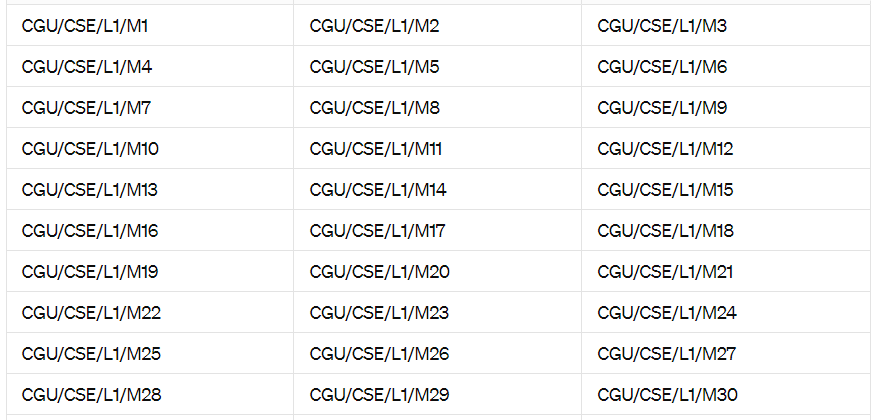 CGU/CSE/L1/M1 CGU/CSE/L1/M2 CGU/CSE/L1/M3
CGU/CSE/L1/M4 CGU/CSE/L1/M5 CGU/CSE/L1/M6
CGU/CSE/L1/M7 CGU/CSE/L1/M8 CGU/CSE/L1/M9
CGU/CSE/L1/M10 CGU/CSE/L1/M11 CGU/CSE/L1/M12
CGU/CSE/L1/M13 CGU/CSE/L1/M14 CGU/CSE/L1/M15
CGU/CSE/L1/M16 CGU/CSE/L1/M17 CGU/CSE/L1/M18
CGU/CSE/L1/M19 CGU/CSE/L1/M20 CGU/CSE/L1/M21
CGU/CSE/L1/M22 CGU/CSE/L1/M23 CGU/CSE/L1/M24
CGU/CSE/L1/M25 CGU/CSE/L1/M26 CGU/CSE/L1/M27
CGU/CSE/L1/M28 CGU/CSE/L1/M29 CGU/CSE/L1/M30